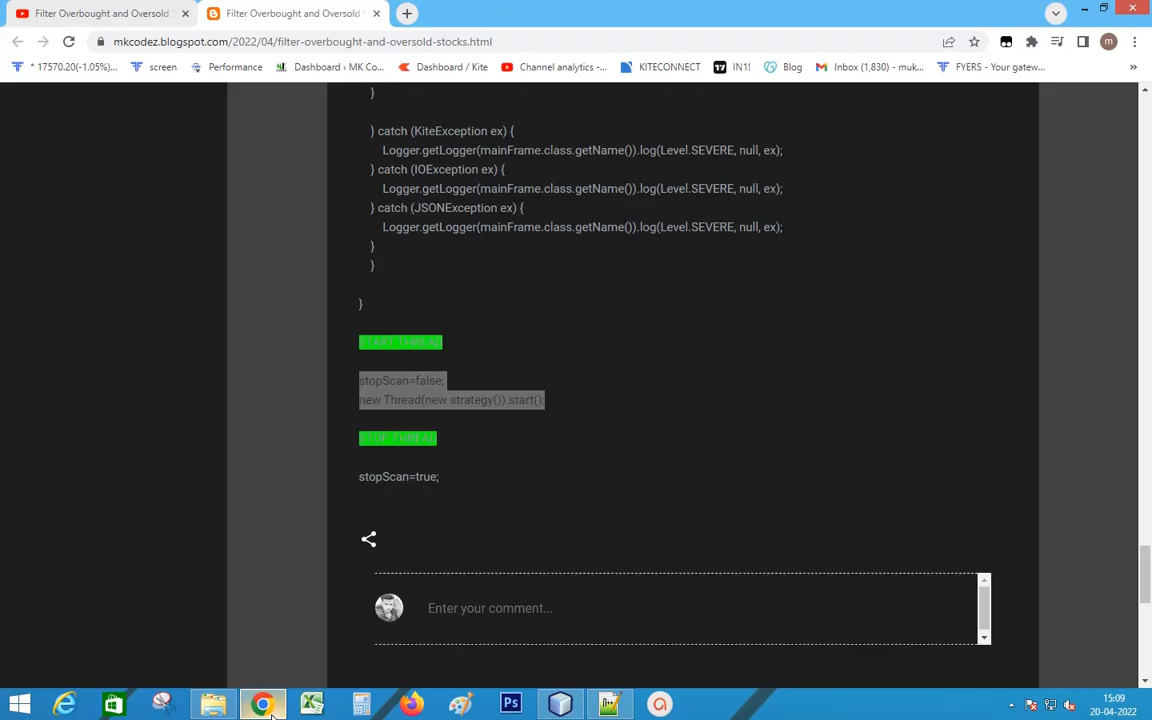 Filter Overbought and Oversold
Filter Overbought and Oversold
mkcodez.blogspot.com/2022/04/filter-overbought-and-oversold-stocks.html
m
* 17570.20(-1.05%)...
screen
Performance
Dashboard ‹ MK Co...
Dashboard / Kite
Channel analytics -...
KITECONNECT
IN1!
Blog
Inbox (1,830) - muk...
FYERS - Your gatew...
»
}
} catch (KiteException ex) {
Logger.getLogger(mainFrame.class.getName()).log(Level.SEVERE, null, ex);
} catch (IOException ex) {
Logger.getLogger(mainFrame.class.getName()).log(Level.SEVERE, null, ex);
} catch (JSONException ex) {
Logger.getLogger(mainFrame.class.getName()).log(Level.SEVERE, null, ex);
}
}
}
START THREAD
stopScan=false;
new Thread(new strategy()).start();
STOP THREAD
stopScan=true;
Enter your comment...
Ps
15:09
20-04-2022